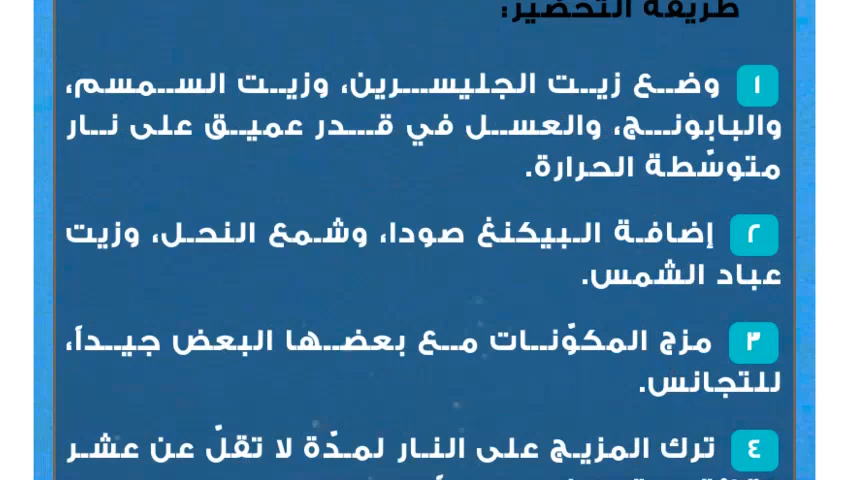 طريقة التحضير:
١ وضع زيت الجليسرين، وزيت السمسم،
والبابونج، والعسل في قدر عميق على نار
متوسّطة الحرارة.
٢ إضافة البيكنغ صودا، وشمع النحل، وزيت
عباد الشمس.
٣ مزج المكوّنات مع بعضها البعض جيداً،
للتجانس.
٤ ترك المزيج على النار لمدّة لا تقلّ عن عشر